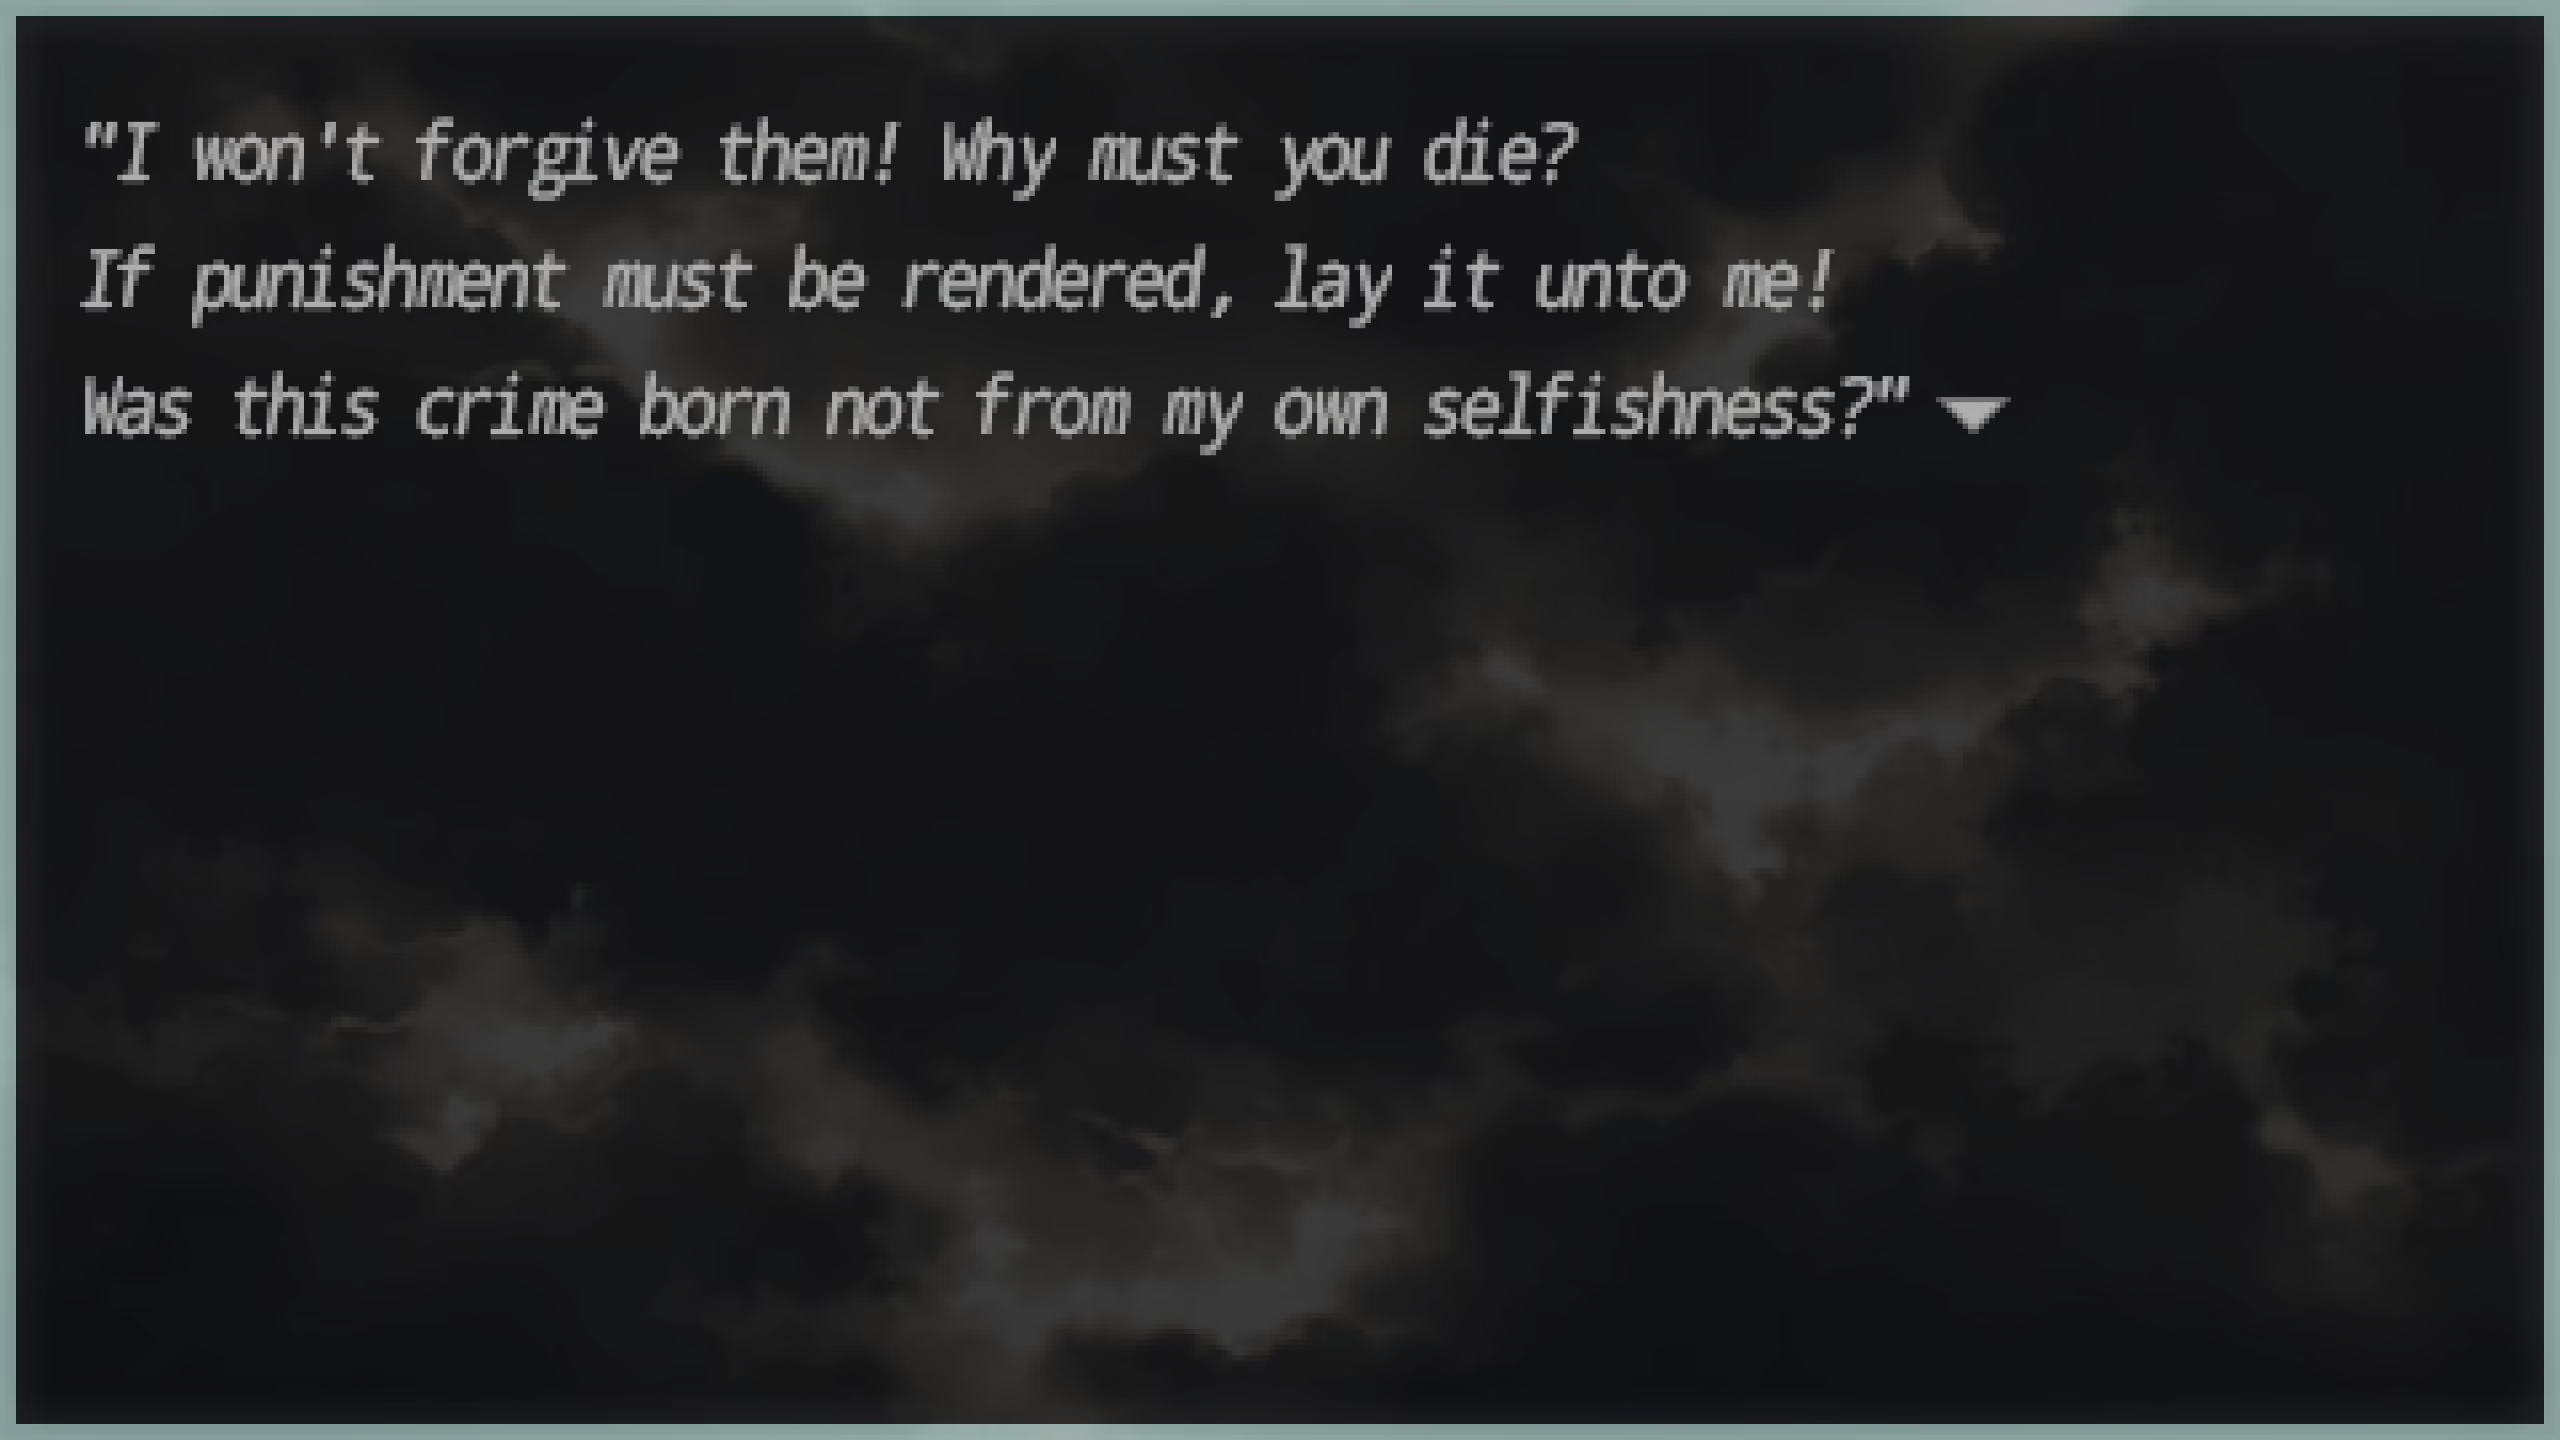 "I won't forgive them! Why must you die?
If punishment must be rendered, lay it unto me!
Was this crime born not from my own selfishness?"